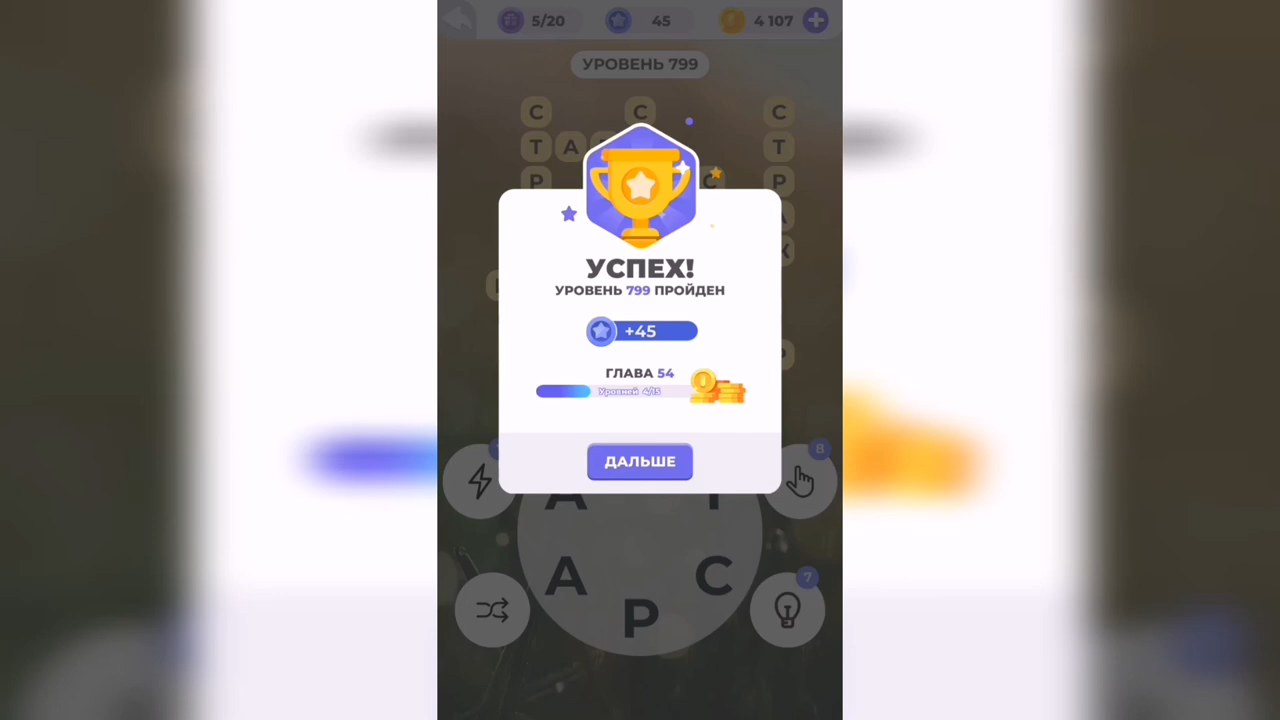 5/20
45
4 107
УРОВЕНЬ 799
С
С
С
Т А
Т
Р
С
Р
УСПЕХ!
УРОВЕНЬ 799 ПРОЙДЕН
+45
ГЛАВА 54
Уровней 4/15
ДАЛЬШЕ
8
А
С
Р
7